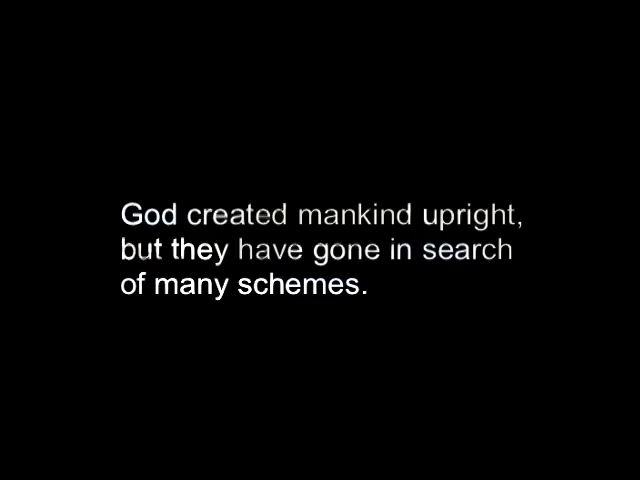 God created mankind upright,
but they have gone in search
of many schemes.